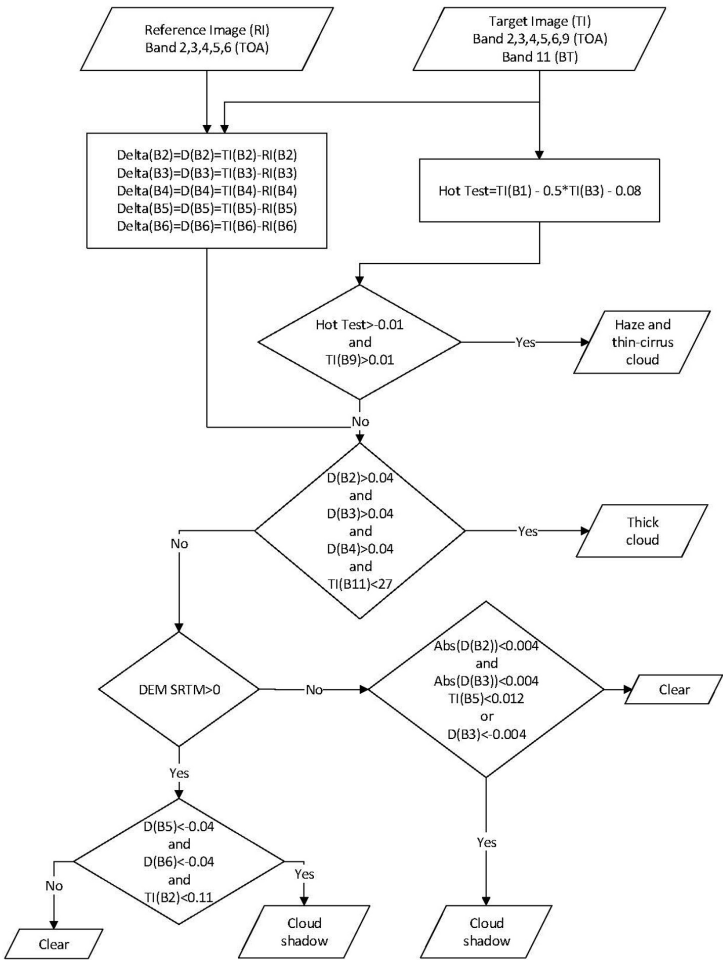 Reference Image (RI)
Band 2,3,4,5,6 (TOA)
Target Image (TI)
Band 2,3,4,5,6,9 (TOA)
Band 11 (BT)
Delta(B2)=D(B2)=TI(B2)-RI(B2)
Delta(B3)=D(B3)=TI(B3)-RI(B3)
Delta(B4)=D(B4)=TI(B4)-RI(B4)
Delta(B5)=D(B5)=TI(B5)-RI(B5)
Delta(B6)=D(B6)=TI(B6)-RI(B6)
Hot Test=TI(B1) - 0.5*TI(B3) - 0.08
Hot Test>-0.01
and
TI(B9)>0.01
Yes
Haze and
thin-cirrus
cloud
No
D(B2)>0.04
and
D(B3)>0.04
and
D(B4)>0.04
and
TI(B11)<27
Yes
Thick
cloud
No
DEM SRTM>0
No
Abs(D(B2))<0.004
and
Abs(D(B3))<0.004
TI(B5)<0.012
or
D(B3)<-0.004
Clear
Yes
Yes
D(B5)<-0.04
and
D(B6)<-0.04
and
TI(B2)<0.11
No
Yes
Clear
Cloud
shadow
Cloud
shadow